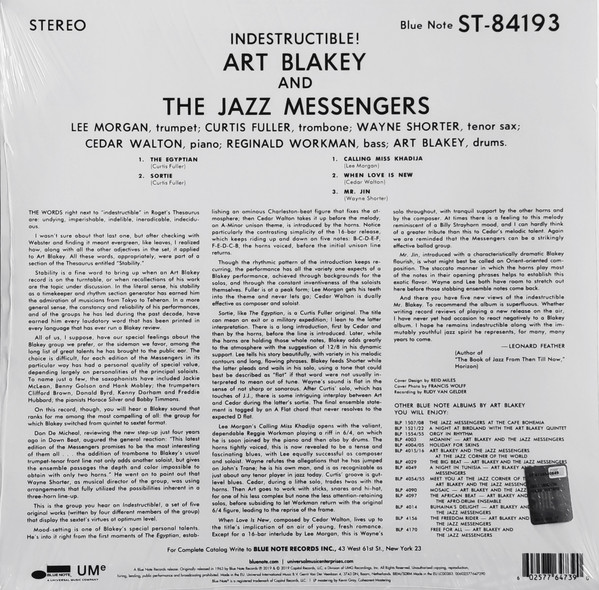 STEREO
Blue Note ST-84193
INDESTRUCTIBLE!
ART BLAKEY
AND
THE JAZZ MESSENGERS
LEE MORGAN, trumpet; CURTIS FULLER, trombone; WAYNE SHORTER, tenor sax;
CEDAR WALTON, piano; REGINALD WORKMAN, bass; ART BLAKEY, drums.
1. THE EGYPTIAN
(Curtis Fuller)
2. SORTIE
(Curtis Fuller)
1. CALLING MISS KHADIJA
(Lee Morgan)
2. WHEN LOVE IS NEW
(Cedar Walton)
3. MR. JIN
(Wayne Shorter)
THE WORDS right next to "indestructible" in Roget's Thesaurus
are: undying, imperishable, indelible, ineradicable, indecidu-
ous.
I wasn't sure about that last one, but after checking with
Webster and finding it meant evergreen, like leaves, I realized
how, along with all the other adjectives in the set, it applied
to Art Blakey. All these words, appropriately, were part of a
section of the Thesaurus entitled "Stability."
Stability is a fine word to bring up when an Art Blakey
record is on the turntable, or when recollections of his work
are the topic under discussion. In the literal sense, his stability
as a timekeeper and rhythm section generator has earned him
the admiration of musicians from Tokyo to Teheran. In a more
general sense, the constancy and reliability of his performances,
and of the groups he has led during the past decade, have
earned him every laudatory word that has been printed in
every language that has ever run a Blakey review.
All of us, I suppose, have our special feelings about the
Blakey group we prefer, or the sideman we favor, among the
long list of great talents he has brought to the public ear. The
choice is difficult, for each edition of the Messengers in its
particular way has had a personal quality of special value,
depending largely on personalities of the principal soloists.
To name just a few, the saxophonists have included Jackie
McLean, Benny Golson and Hank Mobley; the trumpeters
Clifford Brown, Donald Byrd, Kenny Dorham and Freddie
Hubbard; the pianists Horace Silver and Bobby Timmons.
On this record, though, you will hear a Blakey sound that
ranks for me among the most compelling of all: the group for
which Blakey switched from quintet to sextet format.
Don De Micheal, reviewing the new step-up just four years
ago in Down Beat, augured the general reaction: "This latest
edition of the Messengers promises to be the most interesting
of them all . . . the addition of trombone to Blakey's usual
trumpet-tenor front line not only adds another soloist, but gives
the ensemble passages the depth and color impossible to
obtain with only two horns." He went on to point out that
Wayne Shorter, as musical director of the group, was using
arrangements that fully utilized the possibilities inherent in a
three-horn line-up.
This is the group you hear on Indestructible!, a set of five
original works (written by four different members of the group)
that display the sextet's virtues at optimum level.
Mood-setting is one of Blakey's special personal talents.
He's into it right from the first moments of The Egyptian, estab-
lishing an ominous Charleston-beat figure that fixes the at-
mosphere; then Cedar Walton takes it up before the melody,
an A-Minor unison theme, is introduced by the horns. Notice
particularly the contrasting simplicity of the 16-bar release,
which keeps riding up and down on five notes: B-C-D-E-F,
F-E-D-C-B, the horns voiced, before the initial unison line
returns.
Though the rhythmic pattern of the introduction keeps re-
curring, the performance has all the variety one expects of a
Blakey performance, achieved through backgrounds for the
solos, and through the constant inventiveness of the soloists
themselves. Fuller is at a peak form; Lee Morgan gets his teeth
into the theme and never lets go; Cedar Walton is dually
effective as composer and soloist.
Sortie, like The Egyptian, is a Curtis Fuller original. The title
can mean an exit or a military expedition; I lean to the latter
interpretation. There is a long introduction, first by Cedar and
then by the horns, before the line is introduced. Later, while
the horns are holding those whole notes, Blakey adds greatly
to the atmosphere with the suggestion of 12/8 in his dynamic
support. Lee tells his story beautifully, with variety in his melodic
contours and long, flowing phrases. Blakey feeds Shorter while
the latter pleads and wails in his solo, using a tone that could
be described as "flat" if that word were not usually in-
terpreted to mean out of tune. Wayne's sound is flat in the
sense of not sharp or sonorous. After Curtis' solo, which has
touches of J.J., there is some intriguing interplay between Art
and Cedar during the latter's some. The final ensemble state-
ment is tagged by an A Flat chord that never resolves to the
expected D flat.
Lee Morgan's Calling Miss Khadija opens with the valiant,
dependable Reggie Workman playing a riff in 6/4, on which
he is soon joined by the piano and then also by the drums.
The horns tightly voiced, are then revealed to be a tense and
fascinating blues, with Lee equally successful as composer
and soloist. Wayne refutes the allegations that he has jumped
on John's Trane; he is his own man, and is as recognizable as
just about any tenor player in jazz today. Curtis' groove is gut-
level blues. Cedar, during a lithe solo, trades twos with the
horns. Then Art goes to work with sticks, snares and hi-hat,
for one of his less complex but none the less attention-retaining
solos, before subsiding to let Workman return with the original
6/4 figure, leading to the reprise of the frame.
When Love Is New, composed by Cedar Walton, lives up to
the title's implication of an air of young, fresh romance.
Except for a 16-bar interlude by Lee Morgan, this is Wayne's
solo throughout, with tranquil support by the other horns and
by the composer. At times there is a feeling to this melody
reminiscent of a Billy Strayhorn mood, and I can hardly think
of a greater tribute than this to Cedar's melodic talent. Again
we are reminded that the Messengers can be a strikingly
effective ballad group.
Mr. Jin, introduced with a characteristically dramatic Blakey
flourish, is what might best be called an Orient-oriented com-
position. The staccato manner in which the horns play most
of the notes in their opening phrases helps to establish this
exotic flavor. Wayne and Lee both have room to stretch out
here before those stabbing ensemble notes come back.
And there you have five new views of the indestructible
Mr. Blakey. To recommend the album is superfluous. Whether
writing record reviews of playing a new release on the air,
I have never yet had occasion to react negatively to a Blakey
album. I hope he remains indestructible along with the im-
mutably youthful jazz spirit he represents, for many, many
years to come.
—LEONARD FEATHER
(Author of
"The Book of Jazz From Then Till Now,"
Horizon)
Cover Design by REID MILES
Cover Photo by FRANCIS WOLFF
Recording by RUDY VAN GELDER
OTHER BLUE NOTE ALBUMS BY ART BLAKEY
YOU WILL ENJOY:
BLP 1507/08 THE JAZZ MESSENGERS AT THE CAFE BOHEMIA
BLP 1521/22 A NIGHT AT BIRDLAND WITH THE ART BLAKEY QUINTET
BLP 1554/55 ORGY IN RHYTHM
BLP 4003 MOANIN' — ART BLAKEY AND THE JAZZ MESSENGERS
BLP 4004/05 HOLIDAY FOR SKINS
BLP 4015/16 ART BLAKEY AND THE JAZZ MESSENGERS
AT THE JAZZ CORNER OF THE WORLD
BLP 4029 THE BIG BEAT — ART BLAKEY AND THE JAZZ MESSENGERS
BLP 4049 A NIGHT IN TUNISIA — ART BLAKEY AND THE JAZZ
MESSENGERS
BLP 4054/55 MEET YOU AT THE JAZZ CORNER OF
ART BLAKEY AND THE JAZZ MESSENGERS
BLP 4090 MOSAIC — ART BLAKEY AND THE JAZZ
BLP 4097 THE AFRICAN BEAT — ART BLAKEY AND
THE AFRO-DRUM ENSEMBLE
BLP 4014 BUHAINA'S DELIGHT — ART BLAKEY AND
THE JAZZ MESSENGERS
BLP 4156 THE FREEDOM RIDER — ART BLAKEY AND
THE JAZZ MESSENGERS
BLP 4170 FREE FOR ALL — ART BLAKEY AND
THE JAZZ MESSENGERS
For Complete Catalog Write to BLUE NOTE RECORDS INC., 43 West 61st St., New York 23
BLUE NOTE
UMe
bluenote.com | universalmusicenterprises.com
6 02577 64739 0